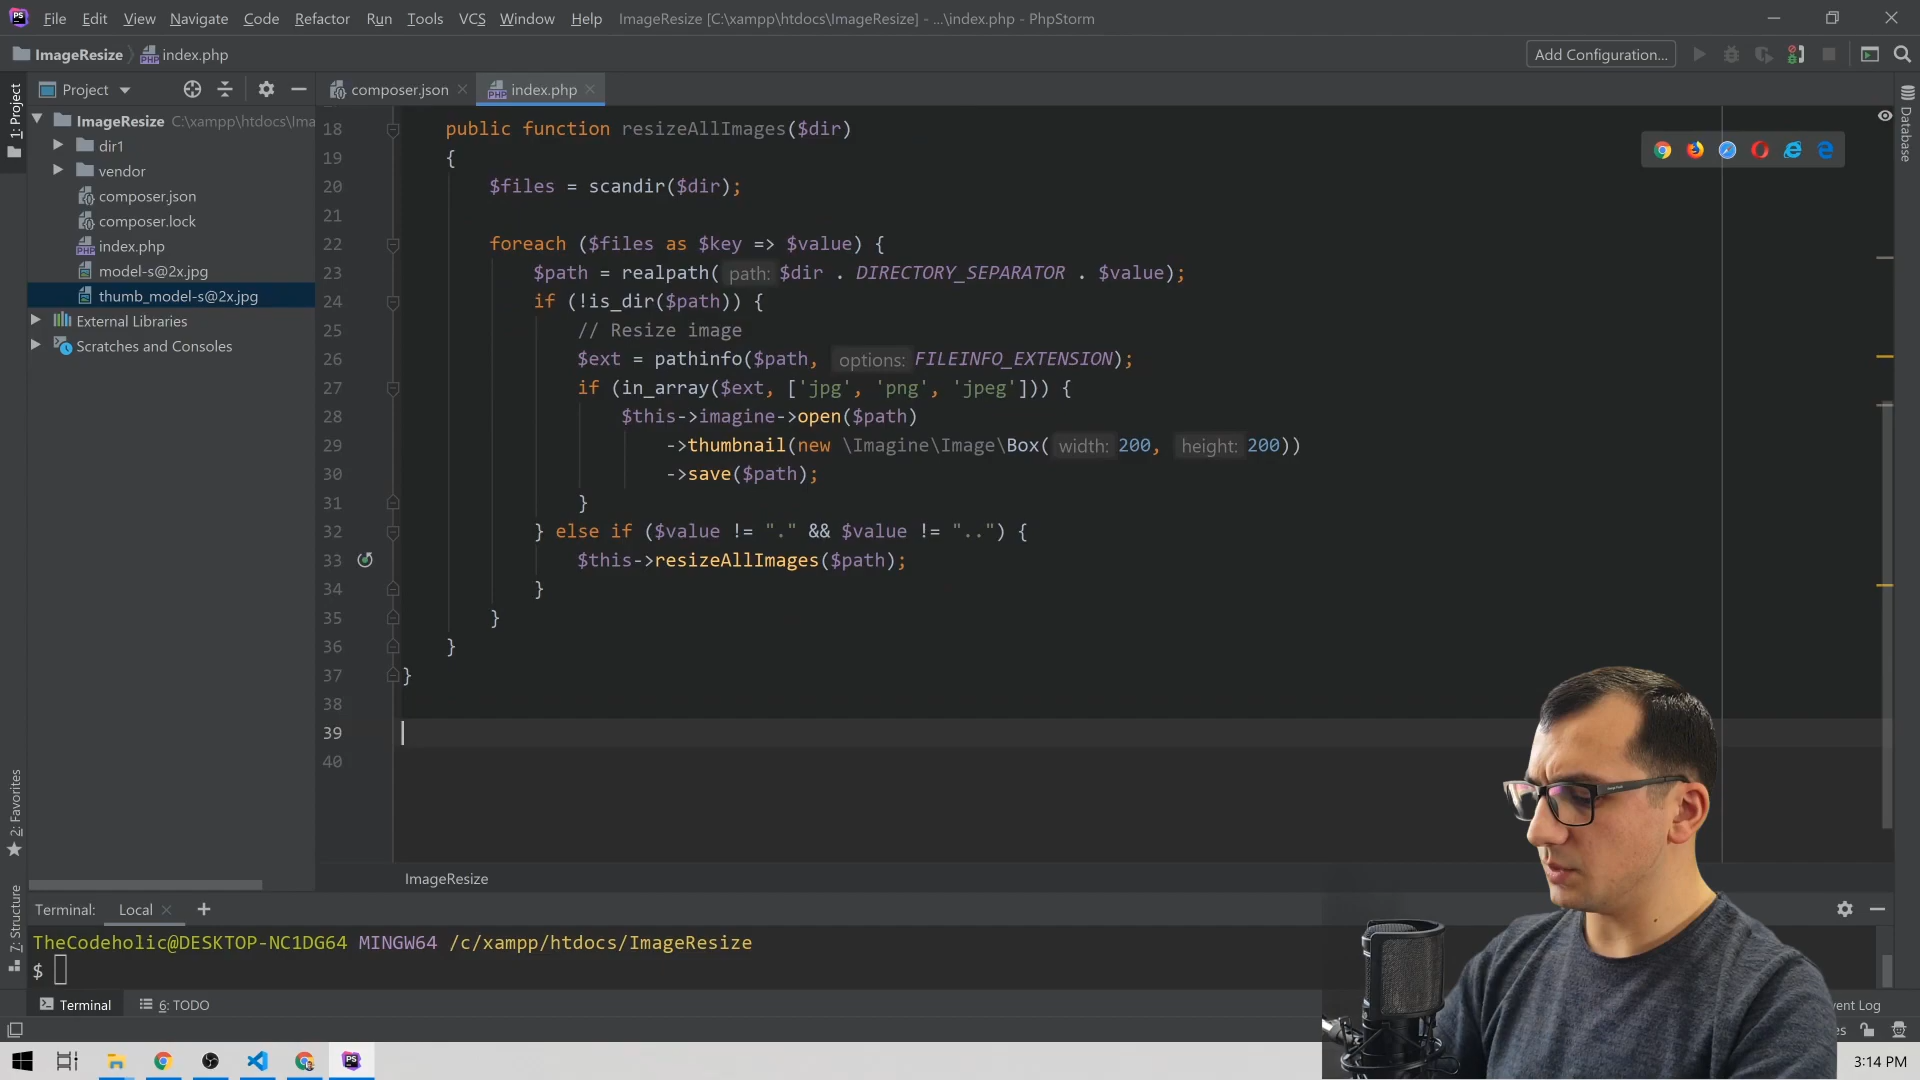 File Edit View Navigate Code Refactor Run Tools VCS Window Help ImageResize [C:\xampp\htdocs\ImageResize] - ...\index.php - PhpStorm
ImageResize index.php Add Configuration...
Project
composer.json index.php
1: Project
ImageResize C:\xampp\htdocs\Ima
dir1
vendor
composer.json
composer.lock
index.php
model-s@2x.jpg
thumb_model-s@2x.jpg
External Libraries
Scratches and Consoles
18 public function resizeAllImages($dir)
19 {
20 $files = scandir($dir);
21
22 foreach ($files as $key => $value) {
23 $path = realpath( path: $dir . DIRECTORY_SEPARATOR . $value);
24 if (!is_dir($path)) {
25 // Resize image
26 $ext = pathinfo($path, options: FILEINFO_EXTENSION);
27 if (in_array($ext, ['jpg', 'png', 'jpeg'])) {
28 $this->imagine->open($path)
29 ->thumbnail(new \Imagine\Image\Box( width: 200, height: 200))
30 ->save($path);
31 }
32 } else if ($value != "." && $value != "..") {
33 $this->resizeAllImages($path);
34 }
35 }
36 }
37 }
38
39
40
ImageResize
Database
2: Favorites
7: Structure
Terminal: Local +
TheCodeholic@DESKTOP-NC1DG64 MINGW64 /c/xampp/htdocs/ImageResize
$
Terminal 6: TODO
vent Log
es
PS
3:14 PM